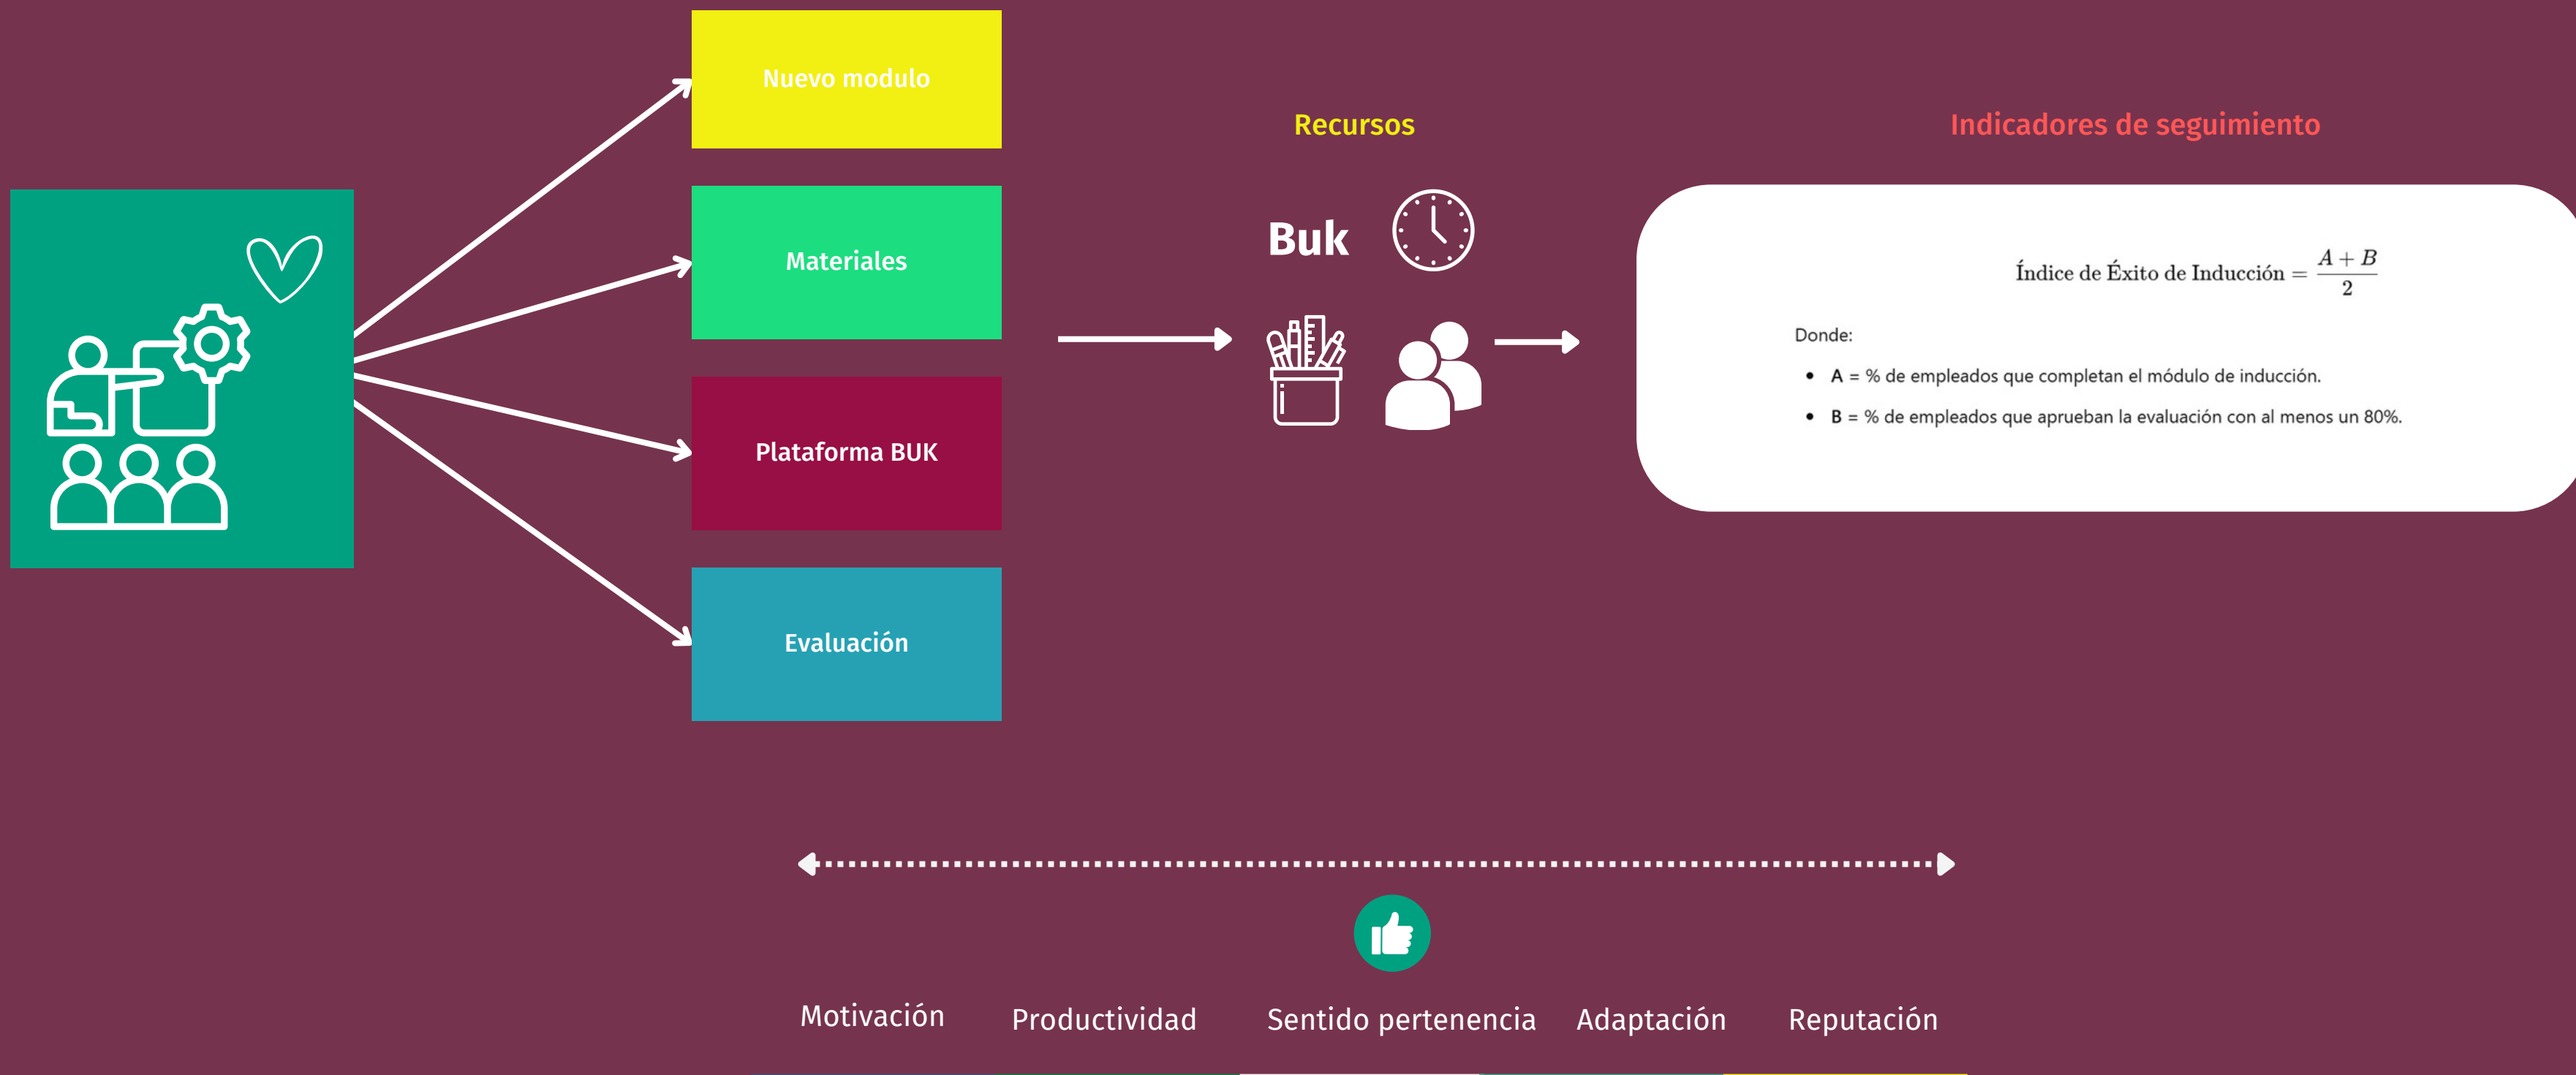 Nuevo modulo
Materiales
Plataforma BUK
Evaluación
Recursos
Buk
Indicadores de seguimiento
Índice de Éxito de Inducción = \frac{A + B}{2}
Donde:
• A = % de empleados que completan el módulo de inducción.
• B = % de empleados que aprueban la evaluación con al menos un 80%.
Motivación
Productividad
Sentido pertenencia
Adaptación
Reputación